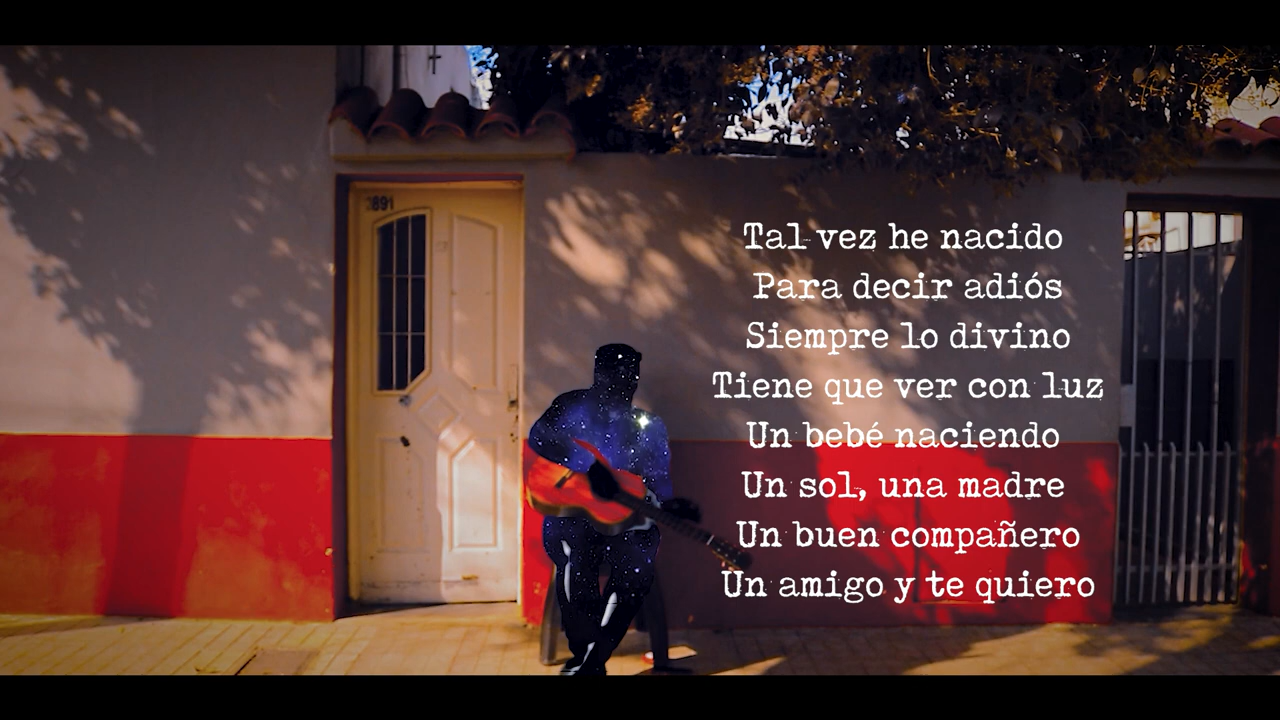 891
Tal vez he nacido
Para decir adiós
Siempre lo divino
Tiene que ver con luz
Un bebé naciendo
Un sol, una madre
Un buen compañero
Un amigo y te quiero